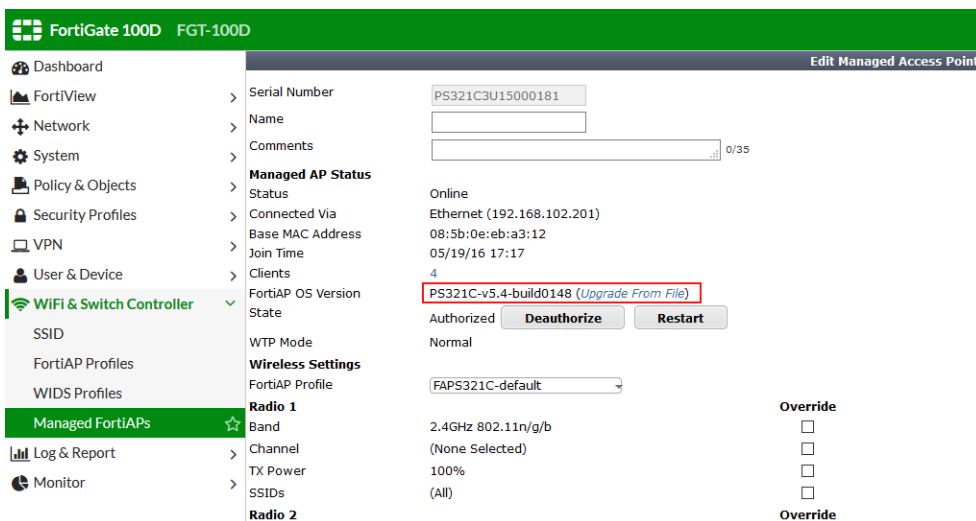 FortiGate 100D FGT-100D
Dashboard
FortiView
Network
System
Policy & Objects
Security Profiles
VPN
User & Device
WiFi & Switch Controller
SSID
FortiAP Profiles
WIDS Profiles
Managed FortiAPs
Log & Report
Monitor
Edit Managed Access Point
Serial Number PS321C3U15000181
Name
Comments 0/35
Managed AP Status
Status Online
Connected Via Ethernet (192.168.102.201)
Base MAC Address 08:5b:0e:eb:a3:12
Join Time 05/19/16 17:17
Clients 4
FortiAP OS Version PS321C-v5.4-build0148 (Upgrade From File)
State Authorized Deauthorize Restart
WTP Mode Normal
Wireless Settings
FortiAP Profile FAPS321C-default
Radio 1 Override
Band 2.4GHz 802.11n/g/b
Channel (None Selected)
TX Power 100%
SSIDs (All)
Radio 2 Override